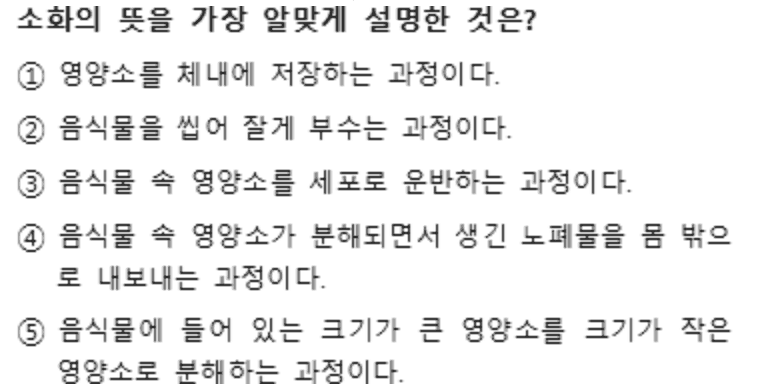 소화의 뜻을 가장 알맞게 설명한 것은?
① 영양소를 체내에 저장하는 과정이다.
② 음식물을 씹어 잘게 부수는 과정이다.
③ 음식물 속 영양소를 세포로 운반하는 과정이다.
④ 음식물 속 영양소가 분해되면서 생긴 노폐물을 몸 밖으
로 내보내는 과정이다.
⑤ 음식물에 들어 있는 크기가 큰 영양소를 크기가 작은
영양소로 분해하는 과정이다.